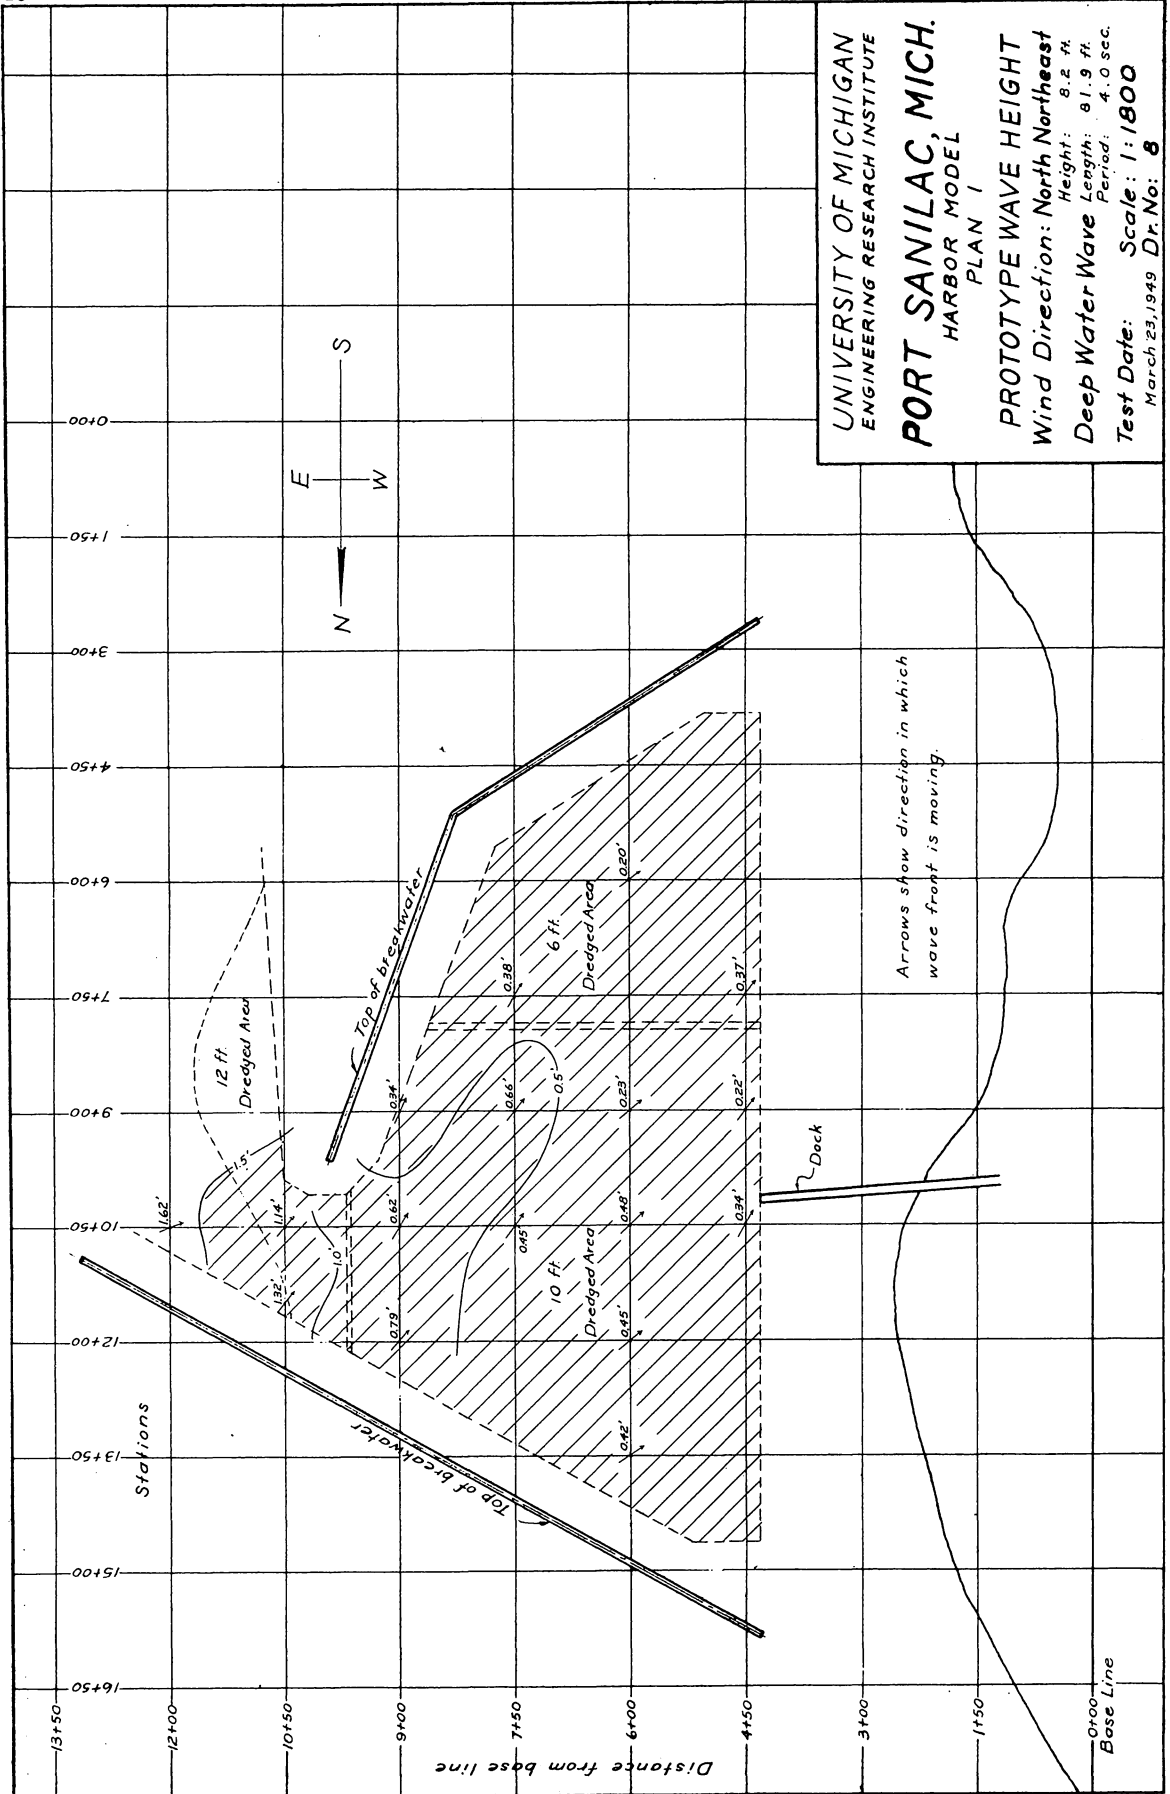 UNIVERSITY OF MICHIGAN
ENGINEERING RESEARCH INSTITUTE
PORT SANILAC, MICH.
HARBOR MODEL
PLAN 1
PROTOTYPE WAVE HEIGHT
Wind Direction: North Northeast
Height: 8.2 ft.
Deep Water Wave Length: 81.9 ft.
Period: 4.0 sec.
Test Date: Scale: 1:1800
March 23, 1949 Dr. No: 8
Stations
16+50
15+00
13+50
12+00
10+50
9+00
7+50
6+00
4+50
3+00
1+50
0+00
Distance from base line
13+50
12+00
10+50
9+00
7+50
6+00
4+50
3+00
1+50
0+00
Base Line
N
S
E
W
12 ft.
Dredged Area
Top of breakwater
Top of breakwater
1.62'
1.5'
1.14'
1.32'
1.0'
0.79'
0.62'
0.34'
0.45'
0.66'
0.38'
0.5'
10 ft.
Dredged Area
6 ft.
Dredged Area
0.42'
0.45'
0.48'
0.23'
0.20'
0.34'
0.22'
0.37'
Dock
Arrows show direction in which
wave front is moving.